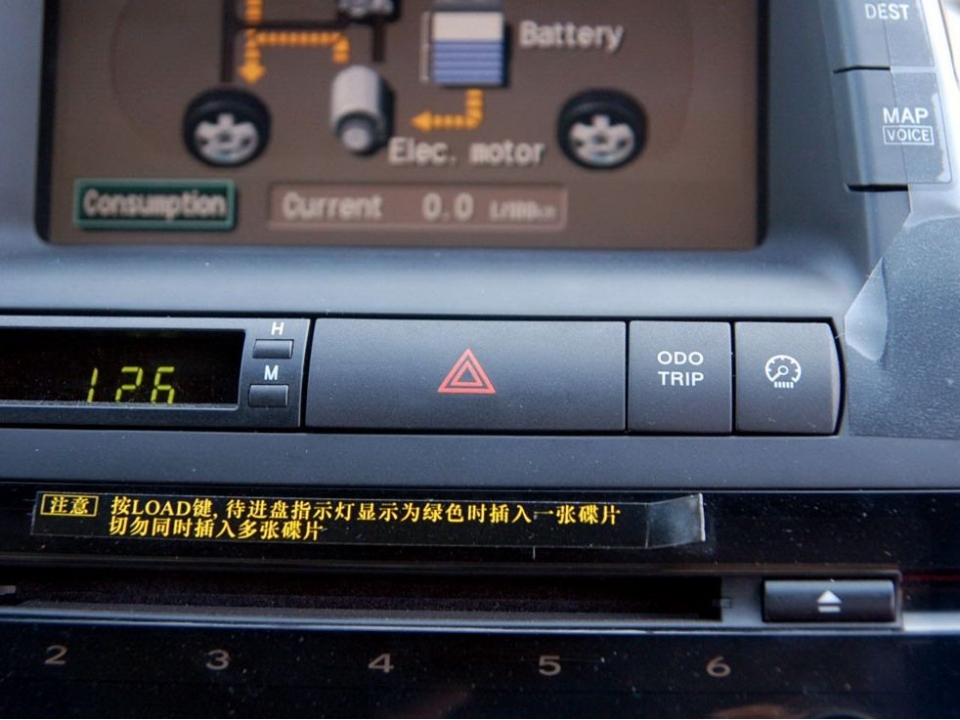 DEST
Battery
MAP
VOICE
Elec. motor
Consumption
Current 0.0 L/100km
H
M
126
ODO
TRIP
注意 按LOAD键,待进盘指示灯显示为绿色时插入一张碟片
切勿同时插入多张碟片
2 3 4 5 6